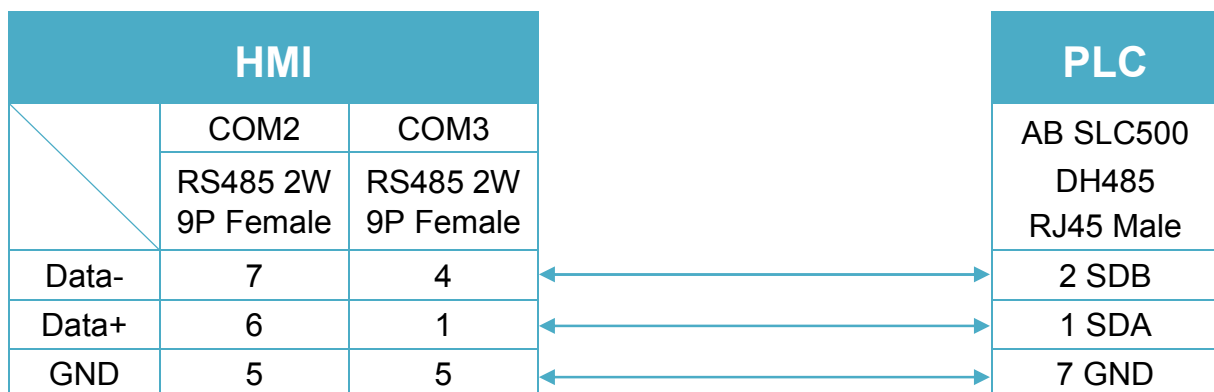 HMI
PLC
COM2 COM3
AB SLC500
RS485 2W RS485 2W
DH485
9P Female 9P Female
RJ45 Male
Data- 7 4 2 SDB
Data+ 6 1 1 SDA
GND 5 5 7 GND